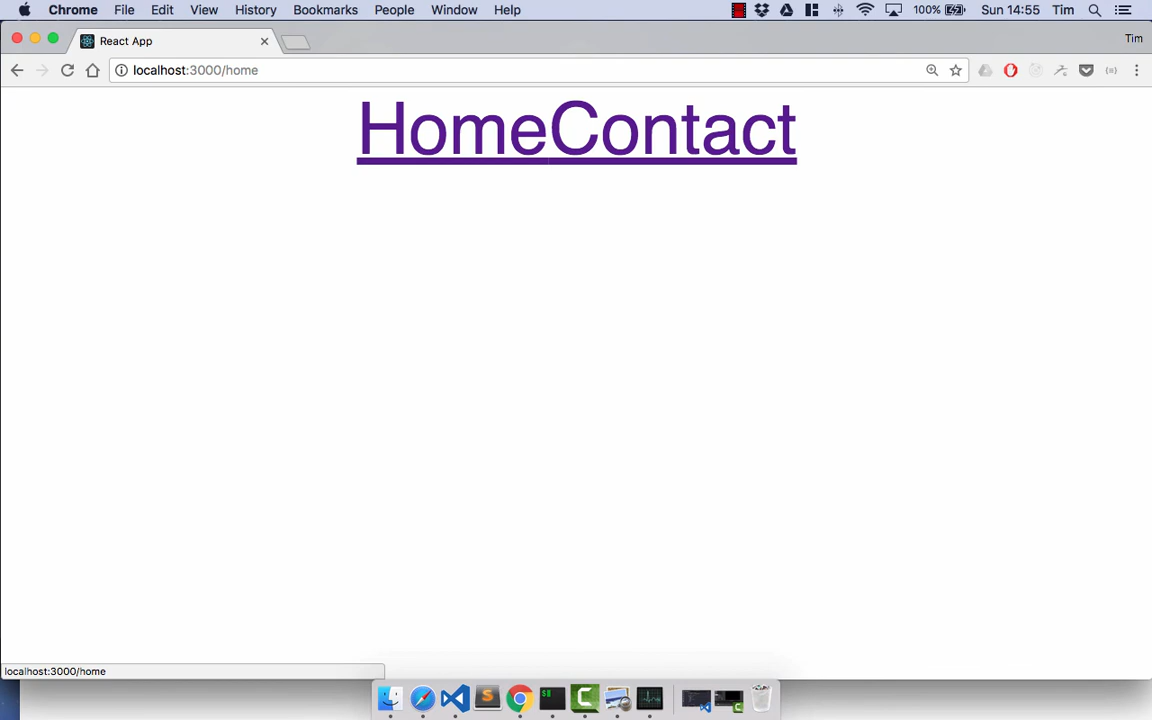 Chrome File Edit View History Bookmarks People Window Help 100% Sun 14:55 Tim
React App Tim
localhost:3000/home
HomeContact
localhost:3000/home